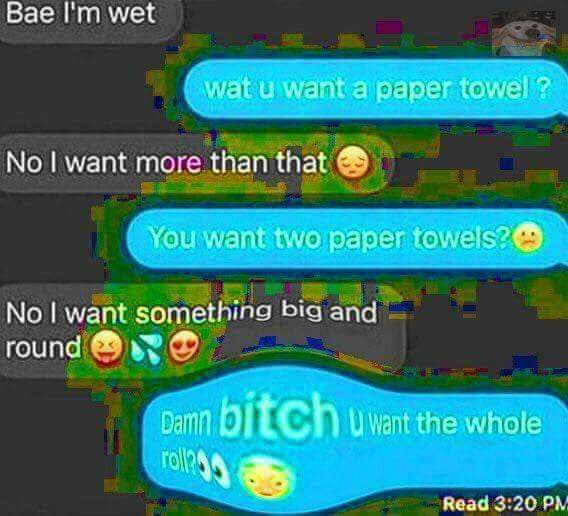 Bae I'm wet
wat u want a paper towel ?
No I want more than that 😔
You want two paper towels?🙁
No I want something big and
round 😝💦😍
Damn bitch u want the whole
roll?👀😳
Read 3:20 PM